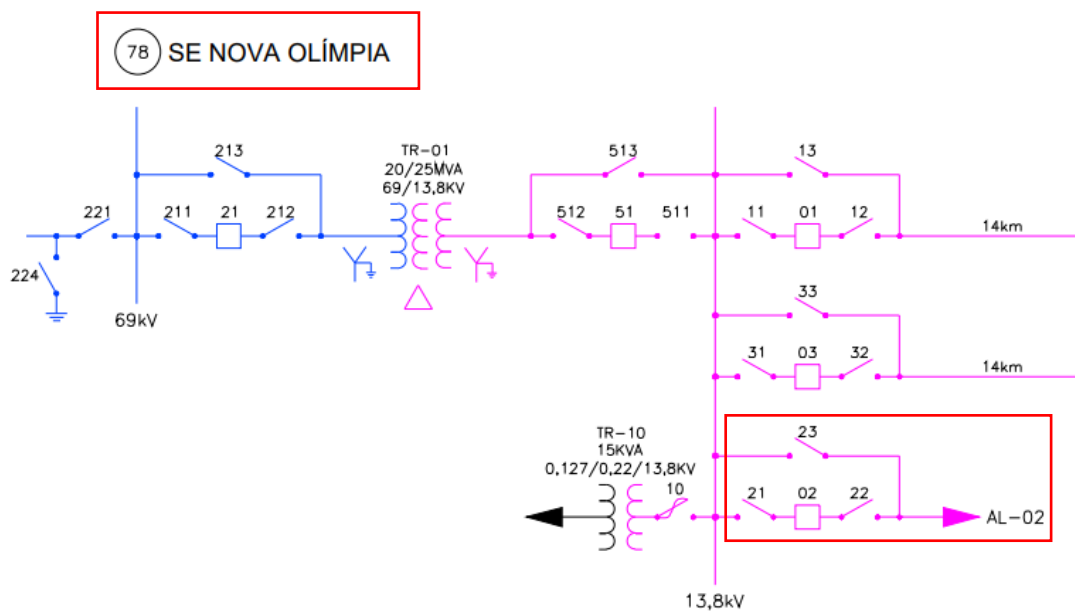 78 SE NOVA OLÍMPIA
213
221
211
21
212
224
69kV
TR-01
20/25MVA
69/13,8KV
513
512
51
511
13
11
01
12
14km
33
31
03
32
14km
TR-10
15KVA
0,127/0,22/13,8KV
10
23
21
02
22
AL-02
13,8kV